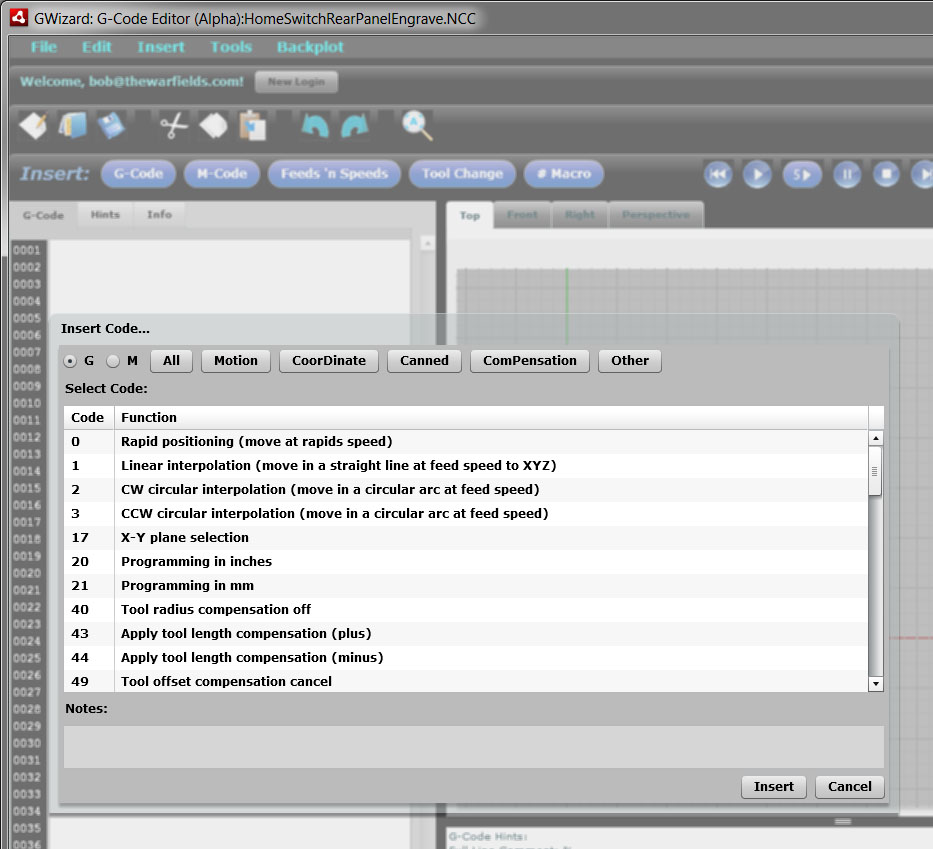 GWizard: G-Code Editor (Alpha):HomeSwitchRearPanelEngrave.NCC
File Edit Insert Tools Backplot
Welcome, bob@thewarfields.com! New Login
Insert: G-Code M-Code Feeds 'n Speeds Tool Change # Macro S
G-Code Hints Info Top Front Right Perspective
0001
0002
0003
0004
0005
0006
0007
0008
0009
0010
0011
0012
0013
0014
0015
0016
0017
0018
0019
0020
0021
0022
0023
0024
0025
0026
0027
0028
0029
0030
0031
0032
0033
0034
0035
0036
Insert Code...
G M All Motion CoorDinate Canned ComPensation Other
Select Code:
Code Function
0 Rapid positioning (move at rapids speed)
1 Linear interpolation (move in a straight line at feed speed to XYZ)
2 CW circular interpolation (move in a circular arc at feed speed)
3 CCW circular interpolation (move in a circular arc at feed speed)
17 X-Y plane selection
20 Programming in inches
21 Programming in mm
40 Tool radius compensation off
43 Apply tool length compensation (plus)
44 Apply tool length compensation (minus)
49 Tool offset compensation cancel
Notes:
Insert Cancel
G-Code Hints: